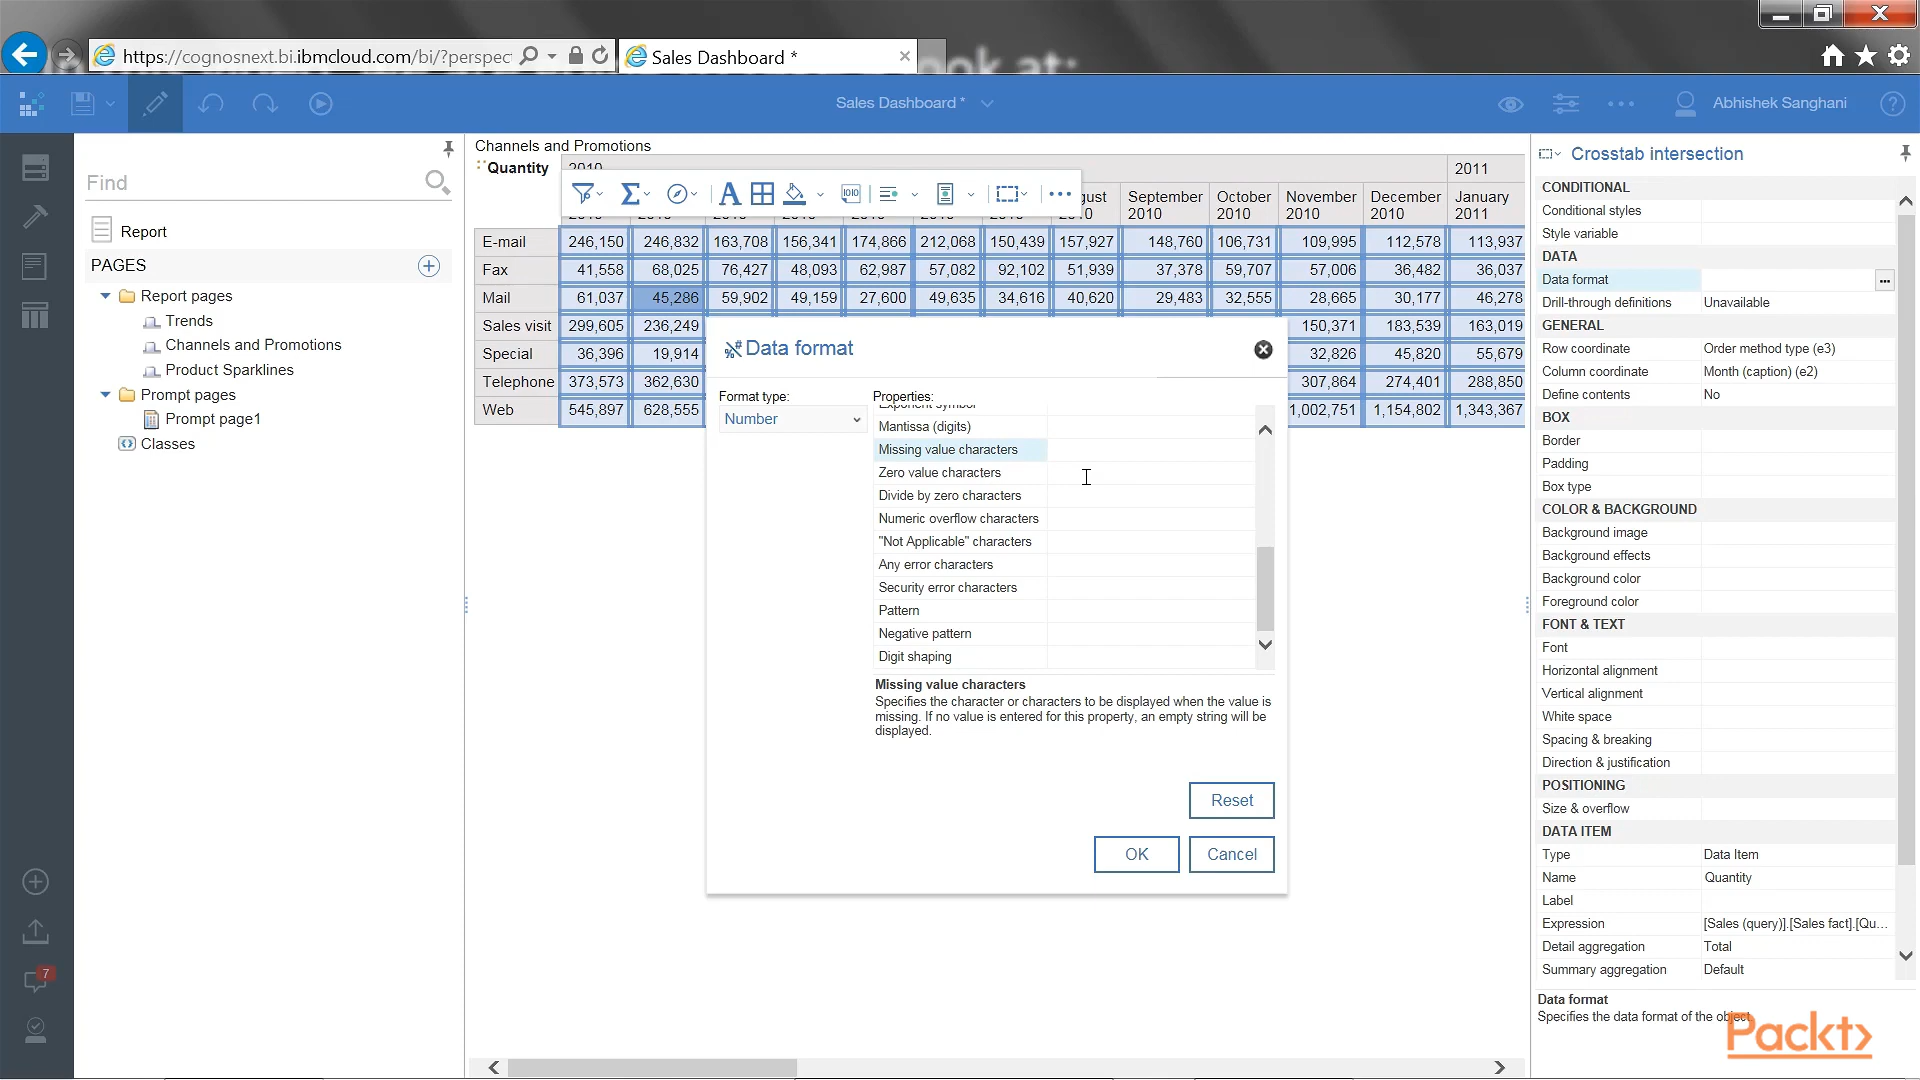 https://cognosnext.bi.ibmcloud.com/bi/?perspec
Sales Dashboard *
ok at:
Sales Dashboard *
Abhishek Sanghani
Find
Report
PAGES
Report pages
Trends
Channels and Promotions
Product Sparklines
Prompt pages
Prompt page1
Classes
7
Channels and Promotions
Quantity 2010 2011
gust 2010 September 2010 October 2010 November 2010 December 2010 January 2011
E-mail 246,150 246,832 163,708 156,341 174,866 212,068 150,439 157,927 148,760 106,731 109,995 112,578 113,937
Fax 41,558 68,025 76,427 48,093 62,987 57,082 92,102 51,939 37,378 59,707 57,006 36,482 36,037
Mail 61,037 45,286 59,902 49,159 27,600 49,635 34,616 40,620 29,483 32,555 28,665 30,177 46,278
Sales visit 299,605 236,249 150,371 183,539 163,019
Special 36,396 19,914 32,826 45,820 55,679
Telephone 373,573 362,630 307,864 274,401 288,850
Web 545,897 628,555 1,002,751 1,154,802 1,343,367
Data format
Format type:
Number
Properties:
Exponent symbol
Mantissa (digits)
Missing value characters
Zero value characters
Divide by zero characters
Numeric overflow characters
"Not Applicable" characters
Any error characters
Security error characters
Pattern
Negative pattern
Digit shaping
Missing value characters
Specifies the character or characters to be displayed when the value is
missing. If no value is entered for this property, an empty string will be
displayed.
Reset
OK
Cancel
Crosstab intersection
CONDITIONAL
Conditional styles
Style variable
DATA
Data format
...
Drill-through definitions Unavailable
GENERAL
Row coordinate Order method type (e3)
Column coordinate Month (caption) (e2)
Define contents No
BOX
Border
Padding
Box type
COLOR & BACKGROUND
Background image
Background effects
Background color
Foreground color
FONT & TEXT
Font
Horizontal alignment
Vertical alignment
White space
Spacing & breaking
Direction & justification
POSITIONING
Size & overflow
DATA ITEM
Type Data Item
Name Quantity
Label
Expression [Sales (query)].[Sales fact].[Qu...
Detail aggregation Total
Summary aggregation Default
Data format
Specifies the data format of the object.
Packt